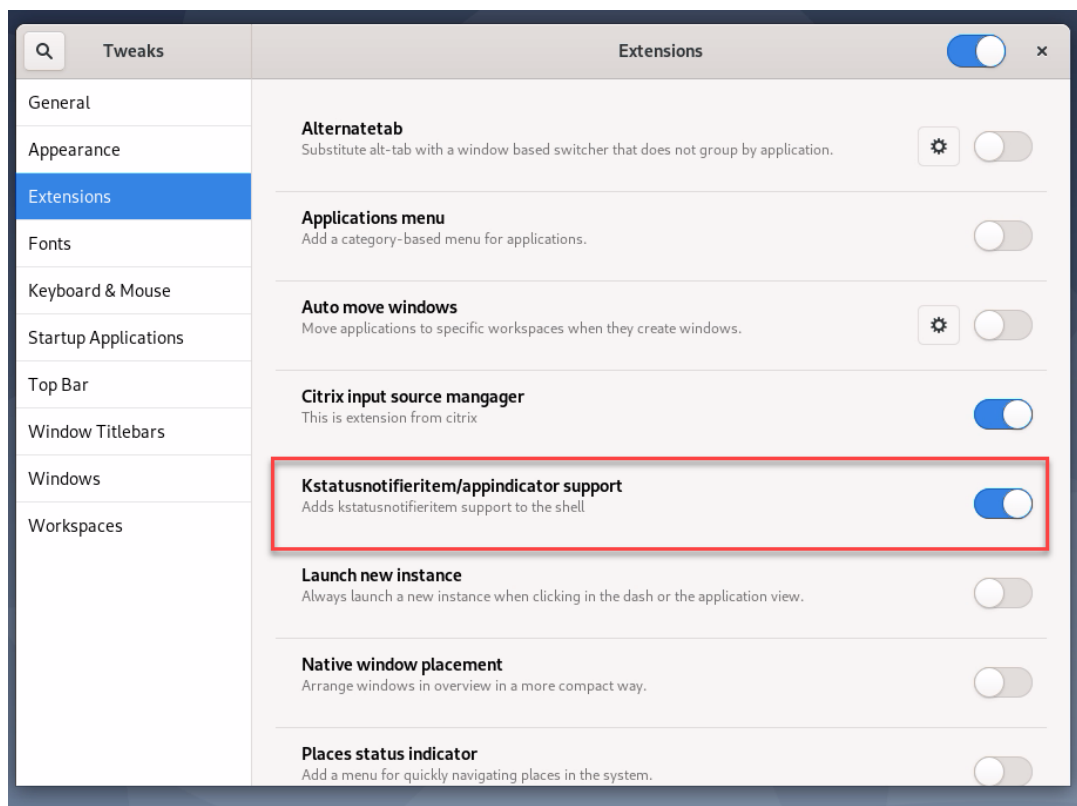 Tweaks
Extensions
General
Appearance
Extensions
Fonts
Keyboard & Mouse
Startup Applications
Top Bar
Window Titlebars
Windows
Workspaces
Alternatetab
Substitute alt-tab with a window based switcher that does not group by application.
Applications menu
Add a category-based menu for applications.
Auto move windows
Move applications to specific workspaces when they create windows.
Citrix input source mangager
This is extension from citrix
Kstatusnotifieritem/appindicator support
Adds kstatusnotifieritem support to the shell
Launch new instance
Always launch a new instance when clicking in the dash or the application view.
Native window placement
Arrange windows in overview in a more compact way.
Places status indicator
Add a menu for quickly navigating places in the system.